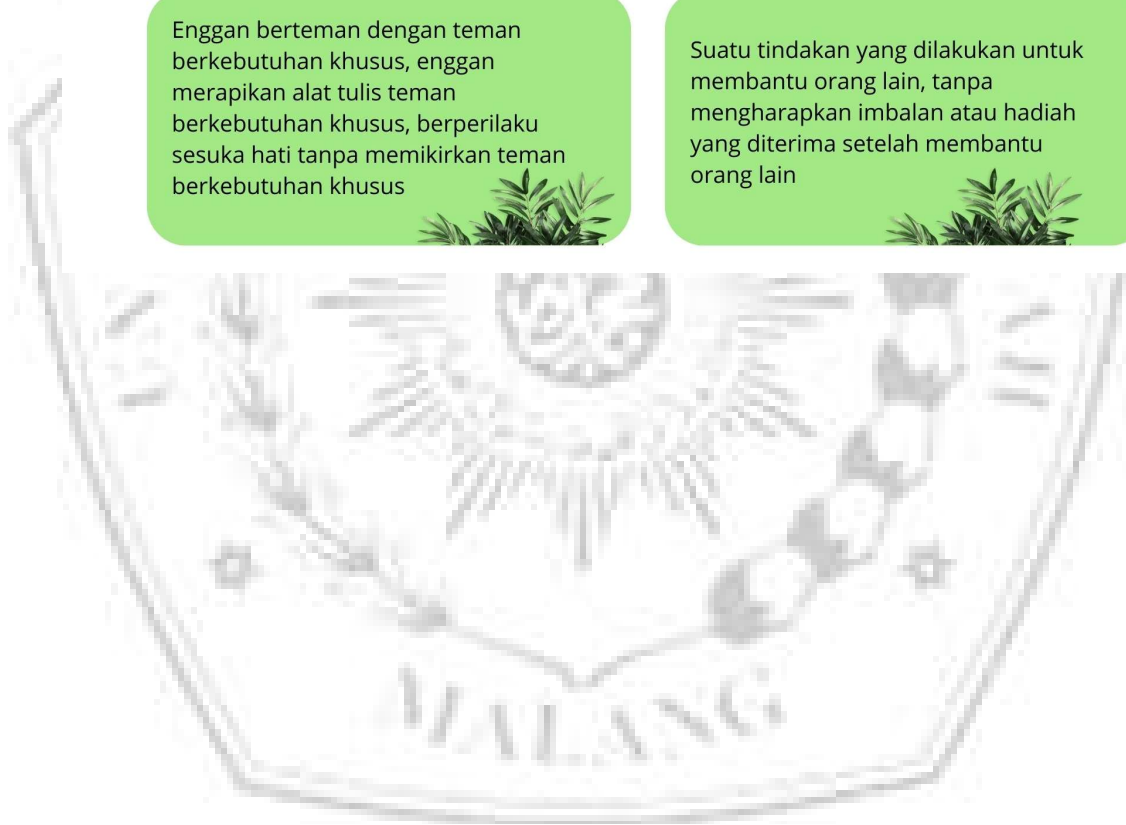 Enggan berteman dengan teman
berkebutuhan khusus, enggan
merapikan alat tulis teman
berkebutuhan khusus, berperilaku
sesuka hati tanpa memikirkan teman
berkebutuhan khusus
Suatu tindakan yang dilakukan untuk
membantu orang lain, tanpa
mengharapkan imbalan atau hadiah
yang diterima setelah membantu
orang lain
MALANG